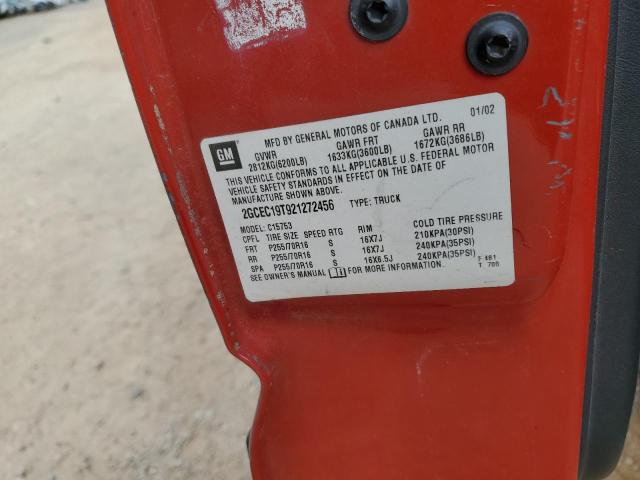 MFD BY GENERAL MOTORS OF CANADA LTD. 01/02
GM
GVWR GAWR FRT GAWR RR
2812KG(6200LB) 1633KG(3600LB) 1672KG(3686LB)
THIS VEHICLE CONFORMS TO ALL APPLICABLE U.S. FEDERAL MOTOR
VEHICLE SAFETY STANDARDS IN EFFECT ON THE DATE OF
MANUFACTURE SHOWN ABOVE.
2GCEC19T921272456 TYPE: TRUCK
MODEL: C15753
CPFL TIRE SIZE SPEED RTG RIM COLD TIRE PRESSURE
FRT P255/70R16 S 16X7J 210KPA(30PSI)
RR P255/70R16 S 16X7J 240KPA(35PSI)
SPA P255/70R16 S 16X6.5J 240KPA(35PSI)
SEE OWNER'S MANUAL FOR MORE INFORMATION.